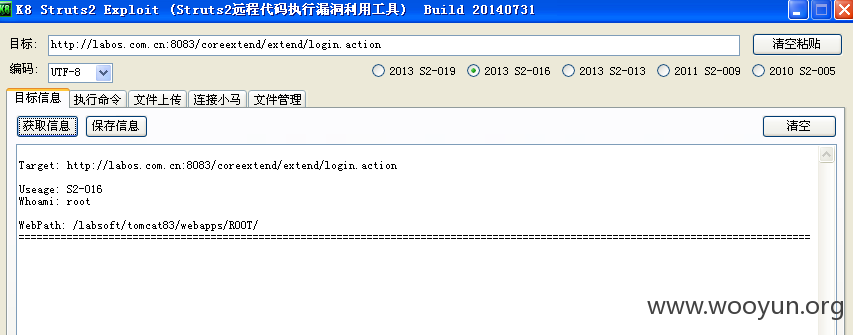 K8 Struts2 Exploit (Struts2远程代码执行漏洞利用工具) Build 20140731
目标: http://labos.com.cn:8083/coreextend/extend/login.action 清空粘贴
编码: UTF-8 2013 S2-019 2013 S2-016 2013 S2-013 2011 S2-009 2010 S2-005
目标信息 执行命令 文件上传 连接小马 文件管理
获取信息 保存信息 清空
Target: http://labos.com.cn:8083/coreextend/extend/login.action
Useage: S2-016
Whoami: root
WebPath: /labsoft/tomcat83/webapps/ROOT/
www.wooyun.org